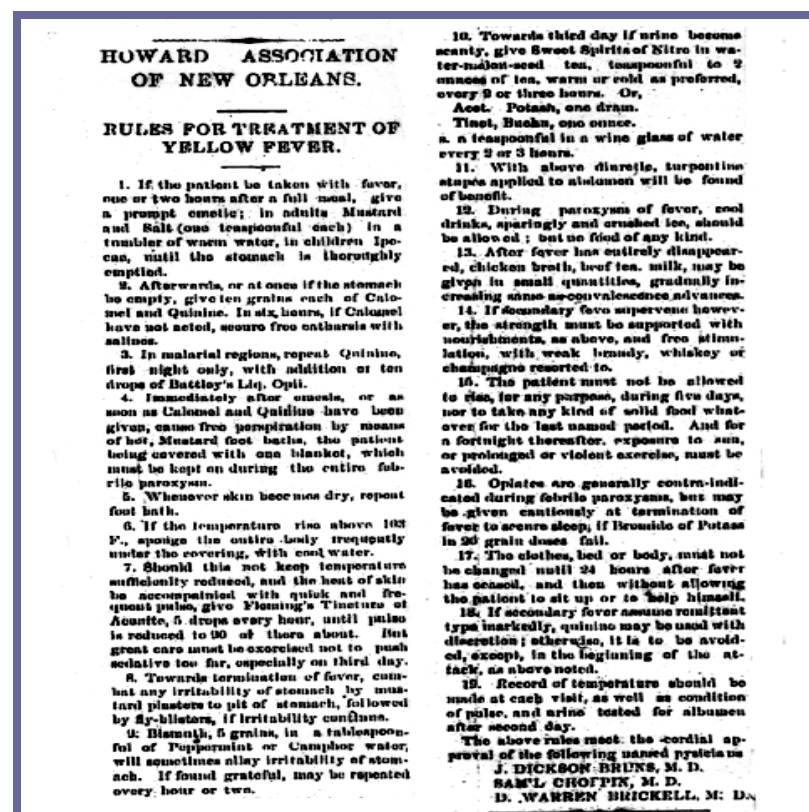 HOWARD ASSOCIATION
OF NEW ORLEANS.
RULES FOR TREATMENT OF
YELLOW FEVER.
1. If the patient be taken with fever,
one or two hours after a full meal, give
a prompt emetic; in adults Mustard
and Salt (one teaspoonful each) in a
tumbler of warm water, in children Ipe-
cac, until the stomach is thoroughly
emptied.
2. Afterwards, or at once if the stomach
be empty, give ten grains each of Calo-
mel and Quinine. In six hours, if Calomel
have not acted, secure free catharsis with
salines.
3. In malarial regions, repeat Quinine,
first night only, with addition of ten
drops of Battley's Liq. Opii.
4. Immediately after emesis, or as
soon as Calomel and Quinine have been
given, cause free perspiration by means
of hot, Mustard foot baths, the patient
being covered with one blanket, which
must be kept on during the entire feb-
rile paroxysm.
5. Whenever skin becomes dry, repeat
foot bath.
6. If the temperature rise above 103
F., sponge the entire body frequently
under the covering, with cool water.
7. Should this not keep temperature
sufficiently reduced, and the heat of skin
be accompainied with quick and fre-
quent pulse, give Fleming's Tincture of
Aconite, 5 drops every hour, until pulse
is reduced to 90 or there about. But
great care must be exercised not to push
sedative too far, especially on third day.
8. Towards termination of fever, com-
bat any irritability of stomach by mus-
tard plasters to pit of stomach, followed
by fly-blisters, if irritability continus.
9. Bismuth, 5 grains, in a tablespoon-
ful of Peppermint or Camphor water,
will sometimes allay irritability of stom-
ach. If found grateful, may be repeated
every hour or two.
10. Towards third day if urine become
scanty, give Sweet Spirits of Nitre in wa-
ter-melon-seed tea, teaspoonful to 2
ounces of tea, warm or cold as preferred,
every 2 or three hours. Or,
Acet. Potash, one dram.
Tinct, Buchu, one ounce.
s. a teaspoonful in a wine glass of water
every 2 or 3 hours.
11. With above diuretic, turpentine
stupes applied to abdomen will be found
of benefit.
12. During paroxysm of fever, cool
drinks, sparingly and crushed ice, should
be allowed; but no food of any kind.
13. After fever has entirely disappear-
ed, chicken broth, beef tea. milk, may be
given in small quantities, gradually in-
creasing same as convalescence advances.
14. If secondary feve supervene howev-
er, the strength must be supported with
nourishments, as above, and free stimu-
lation, with weak brandy, whiskey or
champagne resorted to.
15. The patient must not be allowed
to rise, for any purpose, during five days,
nor to take any kind of solid food what-
ever for the last named period. And for
a fortnight thereafter, exposure to sun,
or prolonged or violent exercise, must be
avoided.
16. Opiates are generally contra-indi-
cated during febrile paroxysms, but may
be given cautiously at termination of
fever to secure sleep; if Bromide of Potass
in 20 grain doses fail.
17. The clothes, bed or body, must not
be changed until 24 hours after fever
has ceased, and then without allowing
the patient to sit up or to help himself.
18. If secondary fever assume remittent
type markedly, quinine may be used with
discretion; otherwise, it is to be avoid-
ed, except, in the beginning of the at-
tack, as above noted.
19. Record of temperature should be
made at each visit, as well as condition
of pulse, and urine tested for albumen
after second day.
The above rules meet the cordial ap-
proval of the following named pysicians
J. DICKSON BRUNS, M. D.
SAM'L CHOPPIN, M. D.
D. WARREN BRICKELL, M. D.